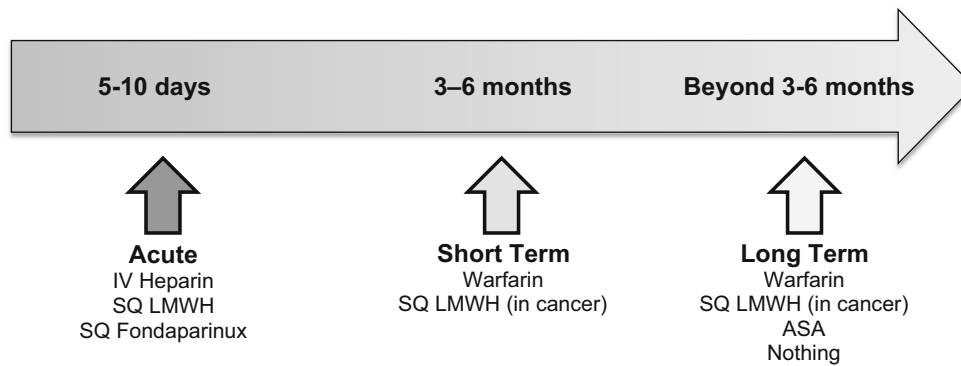 5-10 days
3–6 months
Beyond 3-6 months
Acute
IV Heparin
SQ LMWH
SQ Fondaparinux
Short Term
Warfarin
SQ LMWH (in cancer)
Long Term
Warfarin
SQ LMWH (in cancer)
ASA
Nothing